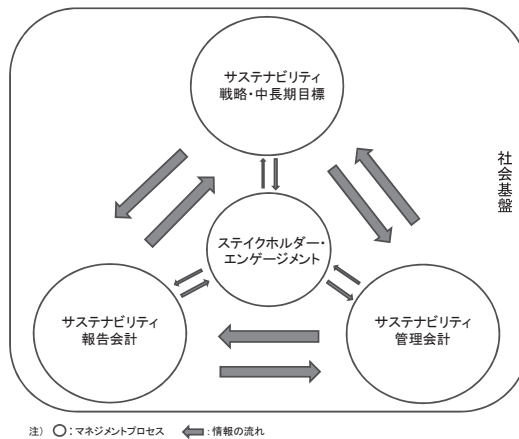 サステナビリティ
戦略・中長期目標
社会基盤
ステイクホルダー・
エンゲージメント
サステナビリティ
報告会計
サステナビリティ
管理会計
注) ○:マネジメントプロセス ⬅:情報の流れ